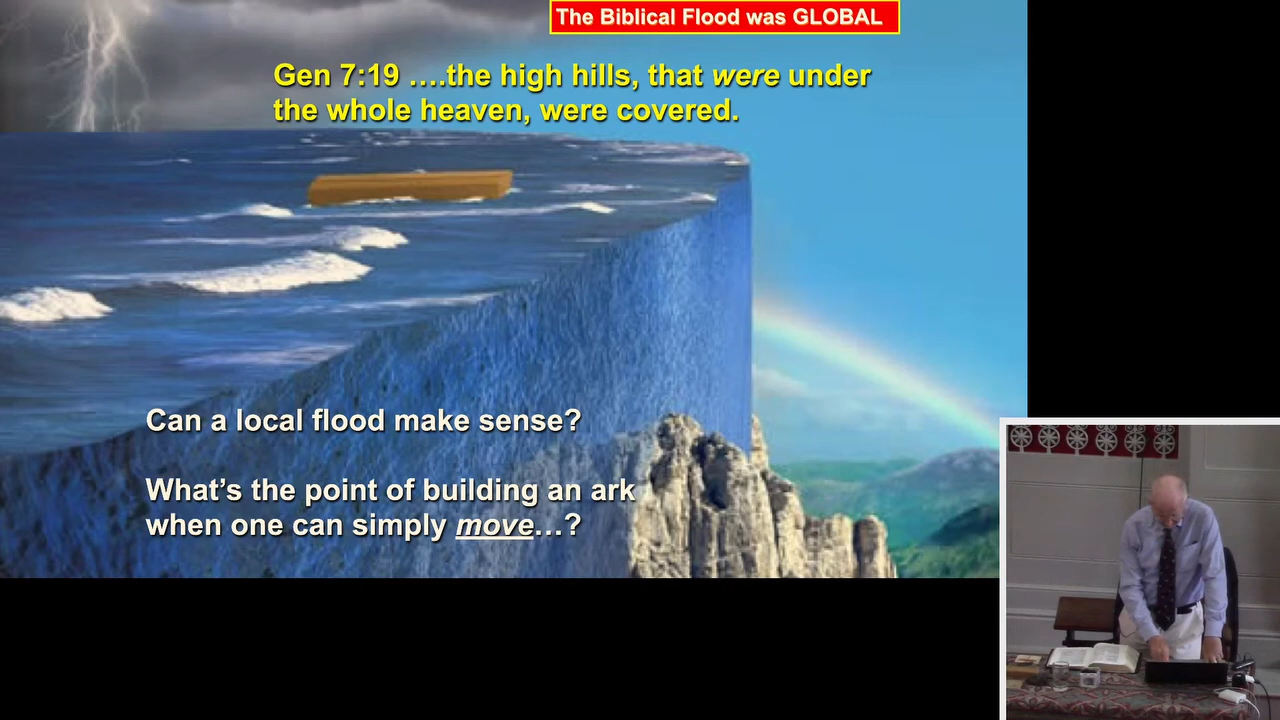 The Biblical Flood was GLOBAL
Gen 7:19 ….the high hills, that were under
the whole heaven, were covered.
Can a local flood make sense?
What’s the point of building an ark
when one can simply move…?